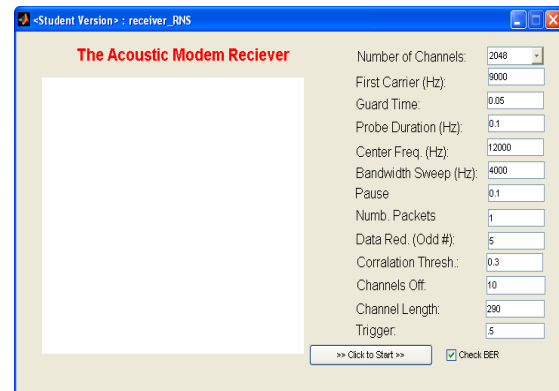 <Student Version> : receiver_RNS
The Acoustic Modem Reciever
Number of Channels: 2048
First Carrier (Hz): 9000
Guard Time: 0.05
Probe Duration (Hz): 0.1
Center Freq. (Hz): 12000
Bandwidth Sweep (Hz): 4000
Pause 0.1
Numb. Packets 1
Data Red. (Odd #): 5
Corralation Thresh.: 0.3
Channels Off: 10
Channel Length: 290
Trigger: .5
>> Click to Start >> Check BER